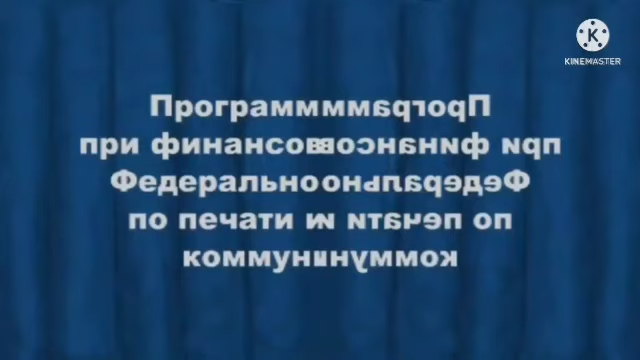 KINEMASTER
Программ
при финансов
Федерально
по печати и
коммуни